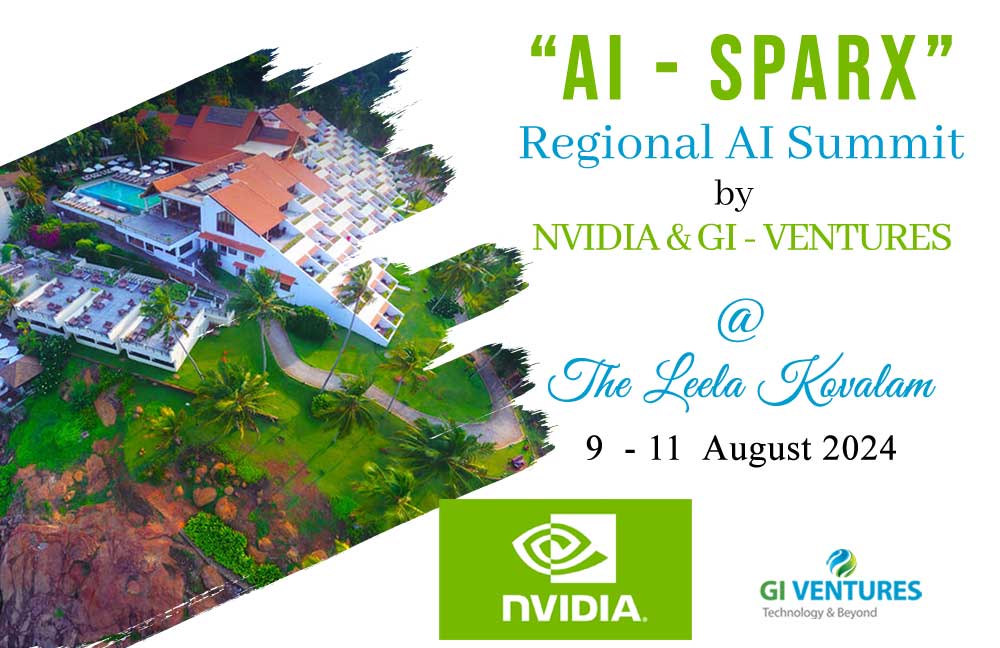 “AI - SPARX”
Regional AI Summit
by
NVIDIA & GI - VENTURES
@
The Leela Kovalam
9 - 11 August 2024
NVIDIA.
GI VENTURES
Technology & Beyond